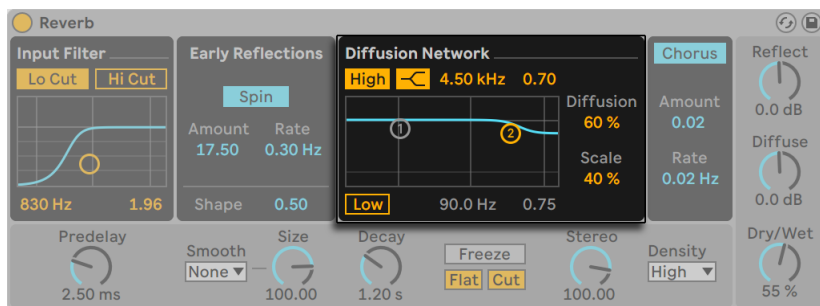 Reverb
Input Filter
Lo Cut Hi Cut
830 Hz 1.96
Early Reflections
Spin
Amount Rate
17.50 0.30 Hz
Shape 0.50
Diffusion Network
High 4.50 kHz 0.70
1
2
Diffusion
60 %
Scale
40 %
Low 90.0 Hz 0.75
Chorus
Amount
0.02
Rate
0.02 Hz
Reflect
0.0 dB
Diffuse
0.0 dB
Dry/Wet
55 %
Predelay
2.50 ms
Smooth
None
Size
100.00
Decay
1.20 s
Freeze
Flat Cut
Stereo
100.00
Density
High